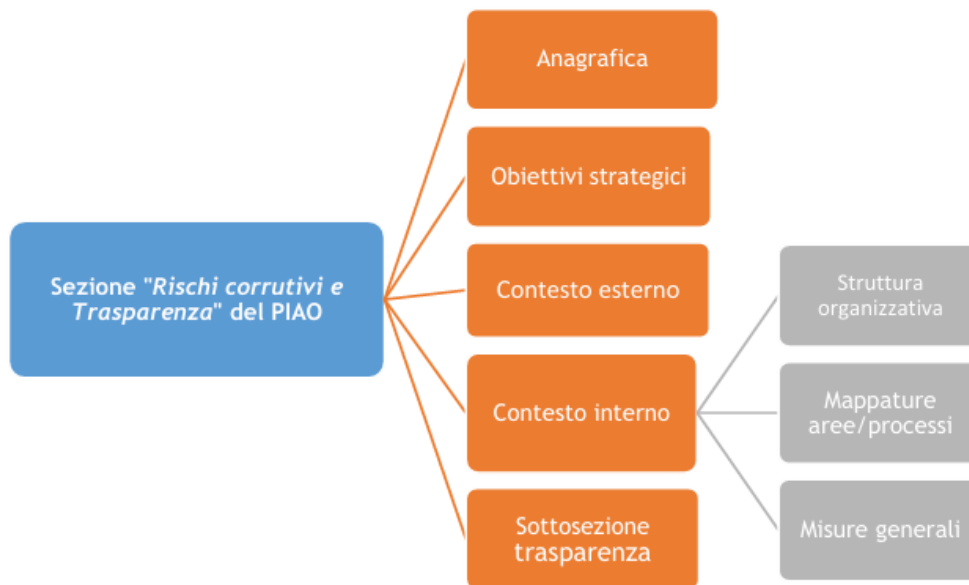 Anagrafica
Obiettivi strategici
Sezione "Rischi corrutivi e
Trasparenza" del PIAO
Contesto esterno
Struttura
organizzativa
Contesto interno
Mappature
aree/processi
Sottosezione
trasparenza
Misure generali